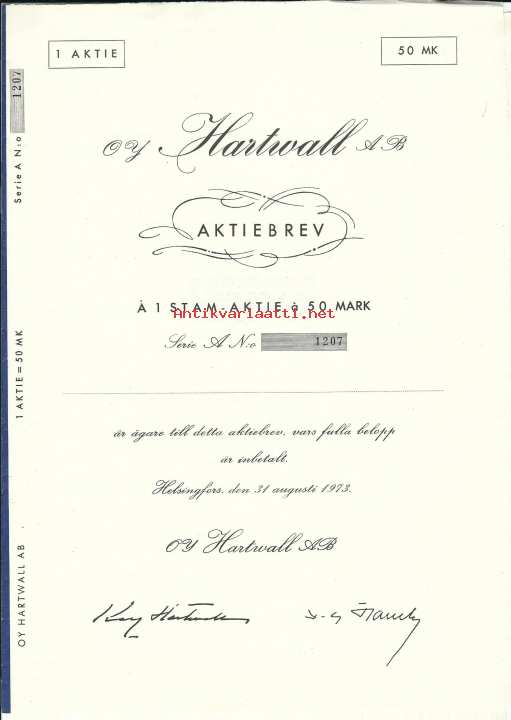 1 AKTIE
50 MK
OY Hartwall AB
AKTIEBREV
À 1 STAM-AKTIE à 50 MARK
antikvariaatti.net
Serie A N:o 1207
är ägare till detta aktiebrev, vars fulla belopp
är inbetalt.
Helsingfors, den 31 augusti 1973.
OY Hartwall AB
OY HARTWALL AB
1 AKTIE = 50 MK
Serie A N:o 1207